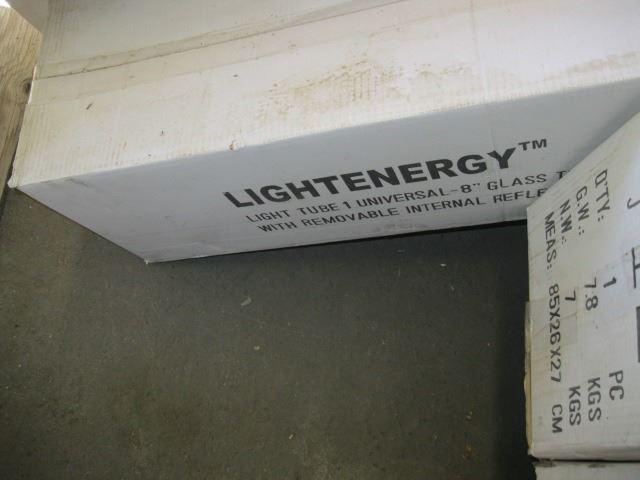 LIGHTENERGY™
LIGHT TUBE 1 UNIVERSAL-8" GLASS
WITH REMOVABLE INTERNAL
Q'TY: 1 PC
G.W.: 7.8 KGS
N.W.: 7 KGS
MEAS: 85X26X27 CM